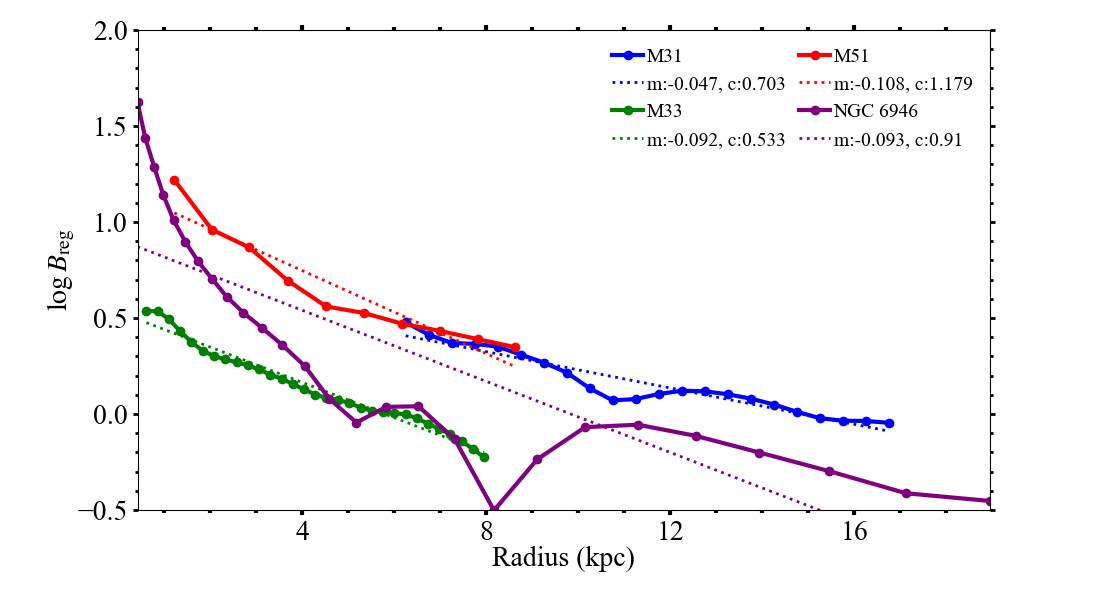 2.0
1.5
1.0
0.5
0.0
−0.5
log B_reg
4 8 12 16
Radius (kpc)
M31
m:-0.047, c:0.703
M33
m:-0.092, c:0.533
M51
m:-0.108, c:1.179
NGC 6946
m:-0.093, c:0.91